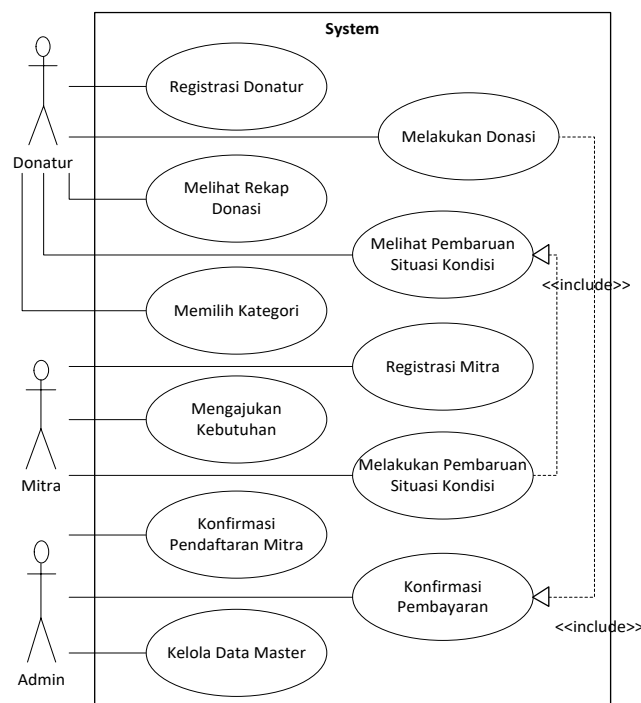 System
Registrasi Donatur
Melakukan Donasi
Donatur
Melihat Rekap
Donasi
Melihat Pembaruan
Situasi Kondisi
<<include>>
Memilih Kategori
Registrasi Mitra
Mengajukan
Kebutuhan
Mitra
Melakukan Pembaruan
Situasi Kondisi
Konfirmasi
Pendaftaran Mitra
Konfirmasi
Pembayaran
<<include>>
Kelola Data Master
Admin